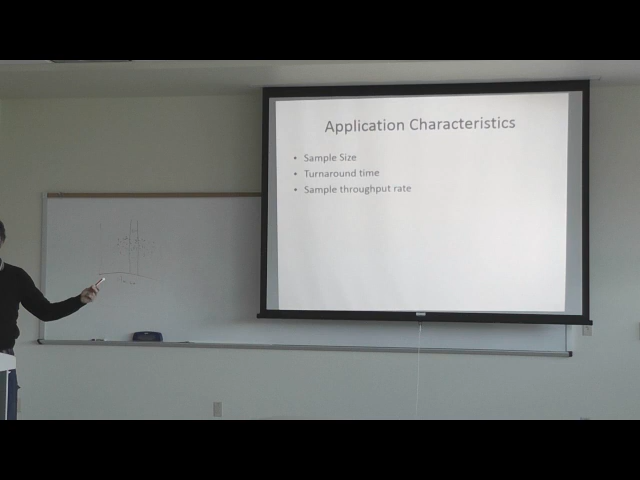 Application Characteristics
• Sample Size
• Turnaround time
• Sample throughput rate